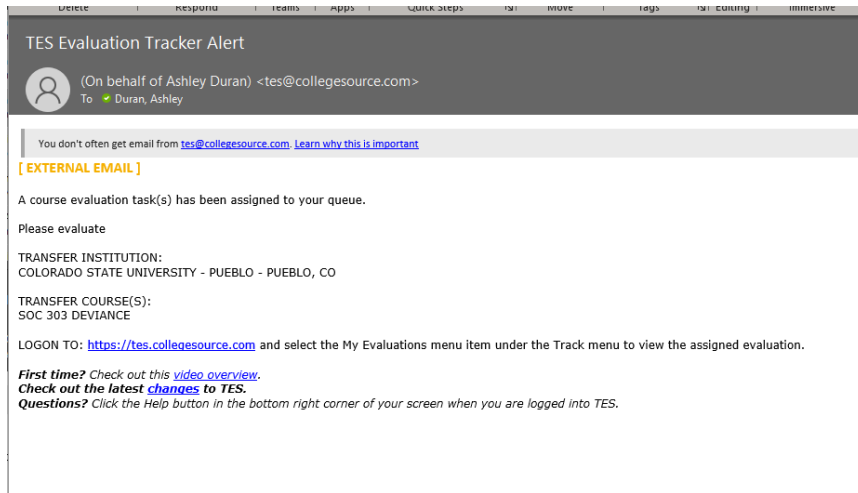 Delete Respond Teams Apps Quick Steps Move Tags Editing Immersive
TES Evaluation Tracker Alert
(On behalf of Ashley Duran) <tes@collegesource.com>
To Duran, Ashley
You don't often get email from tes@collegesource.com. Learn why this is important
[ EXTERNAL EMAIL ]
A course evaluation task(s) has been assigned to your queue.
Please evaluate
TRANSFER INSTITUTION:
COLORADO STATE UNIVERSITY - PUEBLO - PUEBLO, CO
TRANSFER COURSE(S):
SOC 303 DEVIANCE
LOGON TO: https://tes.collegesource.com and select the My Evaluations menu item under the Track menu to view the assigned evaluation.
First time? Check out this video overview.
Check out the latest changes to TES.
Questions? Click the Help button in the bottom right corner of your screen when you are logged into TES.